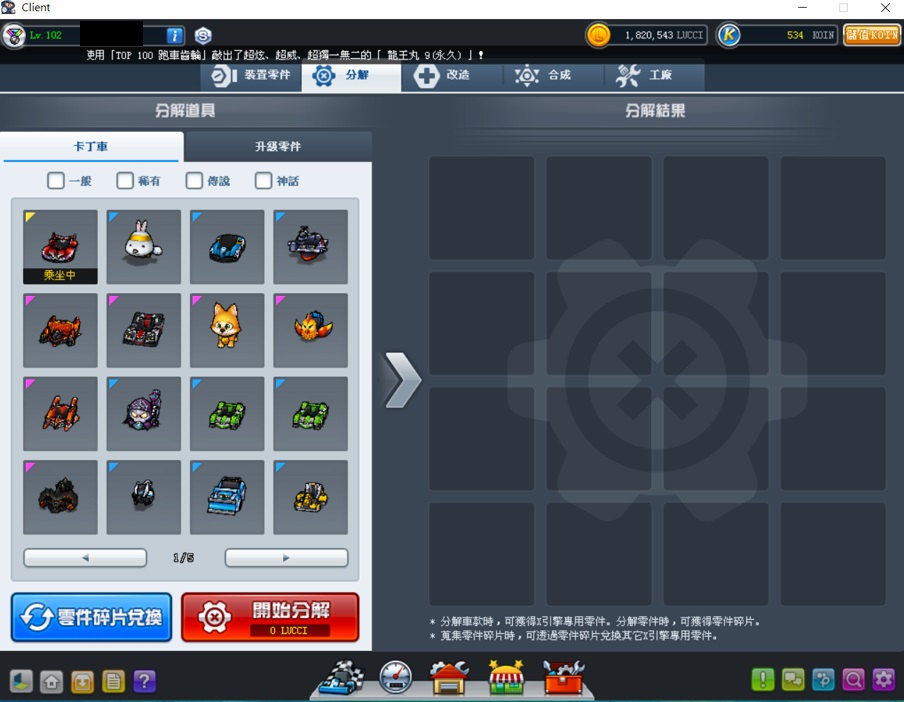 Client
Lv.102
1,820,543 LUCCI
534 KOIN
儲值KOIN
使用「TOP 100 跑車齒輪」敲出了超炫、超威、超獨一無二的「 龍王丸 9(永久) 」!
裝置零件
分解
改造
合成
工廠
分解道具
分解結果
卡丁車
升級零件
一般
稀有
傳說
神話
乘坐中
1/5
零件碎片兌換
開始分解
0 LUCCI
* 分解車款時,可獲得X引擎專用零件。分解零件時,可獲得零件碎片。
* 蒐集零件碎片時,可透過零件碎片兌換其它X引擎專用零件。